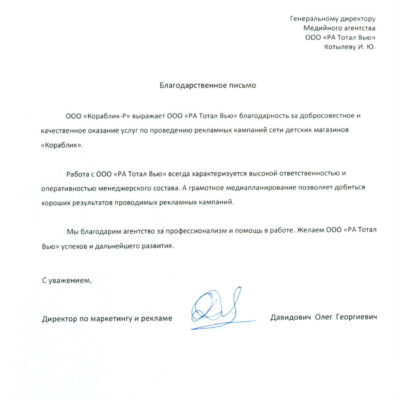 Генеральному директору
Медийного агентства
ООО «РА Тотал Вью»
Котылеву И. Ю.
Благодарственное письмо
ООО «Кораблик-Р» выражает ООО «РА Тотал Вью» благодарность за добросовестное и
качественное оказание услуг по проведению рекламных кампаний сети детских магазинов
«Кораблик».
Работа с ООО «РА Тотал Вью» всегда характеризуется высокой ответственностью и
оперативностью менеджерского состава. А грамотное медиапланирование позволяет добиться
хороших результатов проводимых рекламных кампаний.
Мы благодарим агентство за профессионализм и помощь в работе. Желаем ООО «РА Тотал
Вью» успехов и дальнейшего развития.
С уважением,
Директор по маркетингу и рекламе Давидович Олег Георгиевич